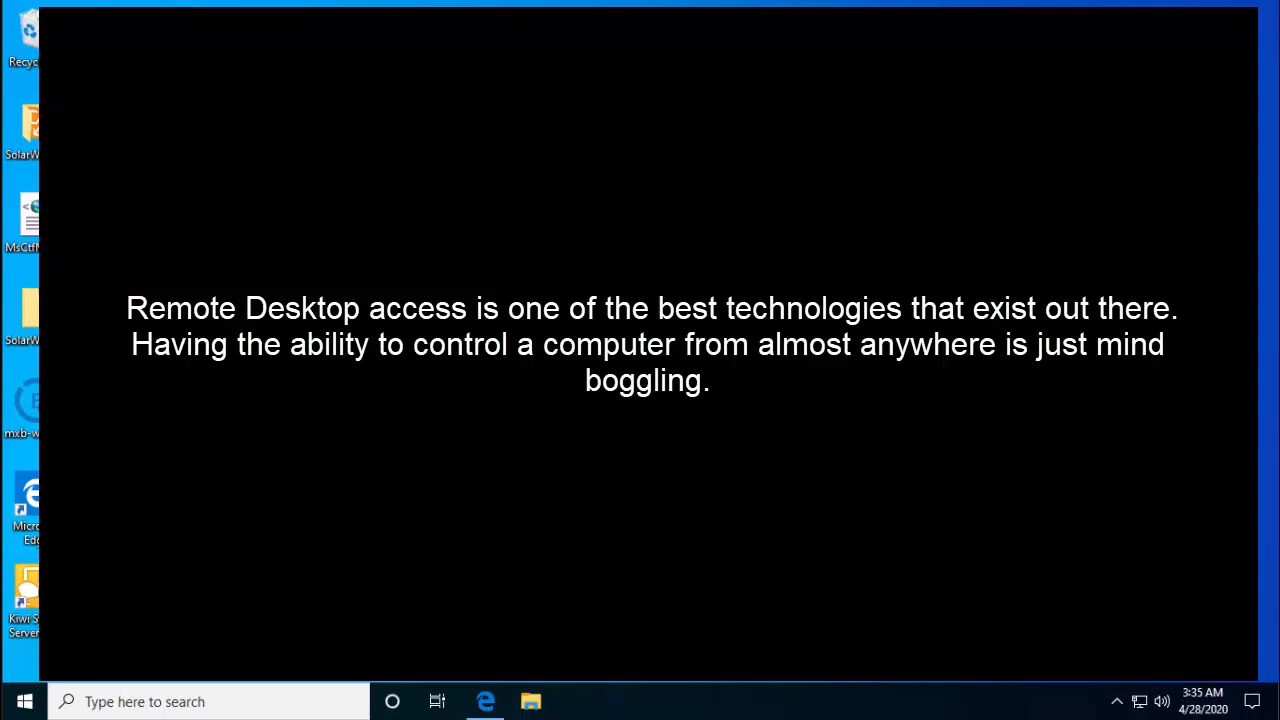 Recyc
SolarW
MsCtfM
SolarW
mxb-w
Micro
Edg
Kiwi Sy
Server
Remote Desktop access is one of the best technologies that exist out there.
Having the ability to control a computer from almost anywhere is just mind
boggling.
Type here to search
3:35 AM
4/28/2020